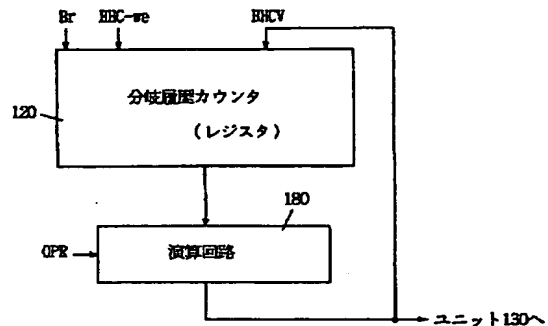 Br BHC-we BHCV
分岐履歴カウンタ
(レジスタ)
120
180
OPR
演算回路
ユニット130へ